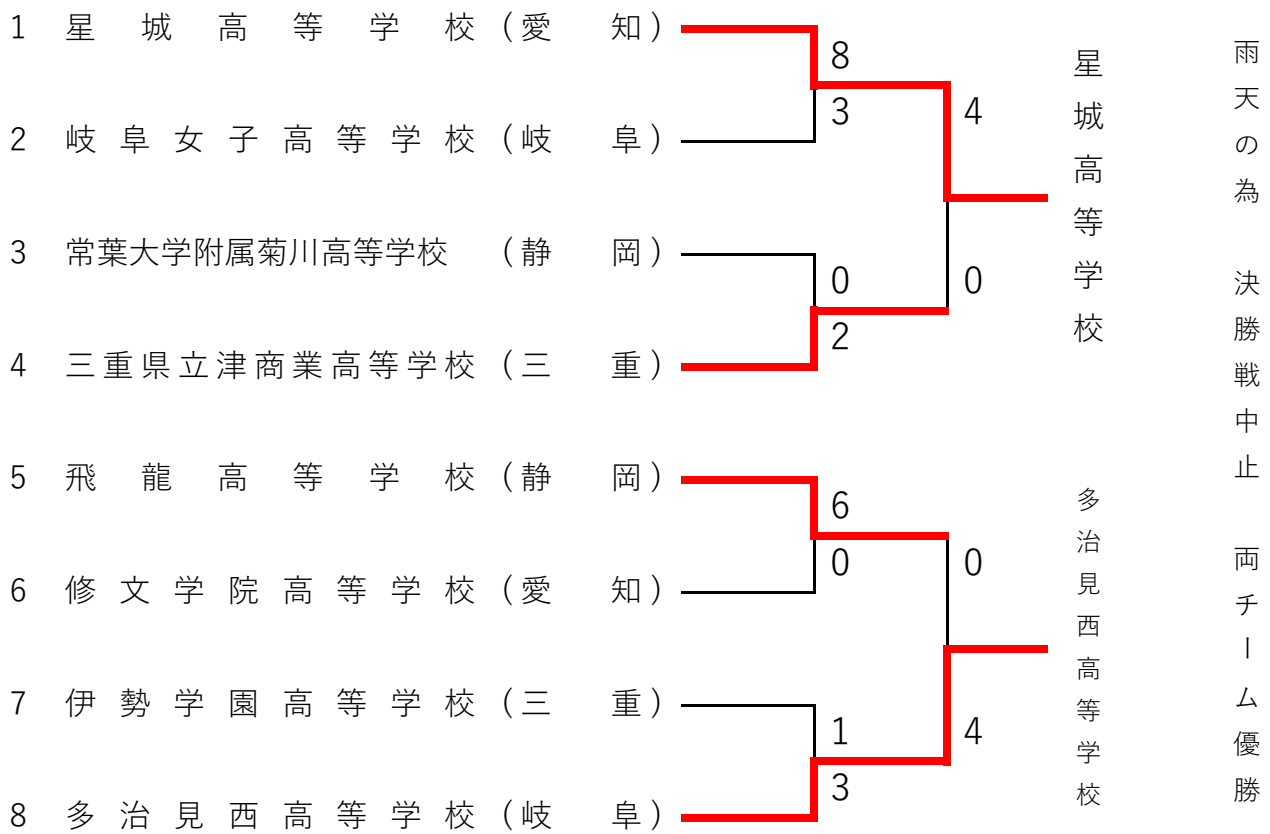 1 星城高等学校(愛知)
8
3
2 岐阜女子高等学校(岐阜)
4
3 常葉大学附属菊川高等学校 (静岡)
0
2
0
4 三重県立津商業高等学校(三重)
5 飛龍高等学校(静岡)
6
0
6 修文学院高等学校(愛知)
0
7 伊勢学園高等学校(三重)
1
3
4
8 多治見西高等学校(岐阜)
星城高等学校
多治見西高等学校
雨天の為 決勝戦中止 両チーム優勝